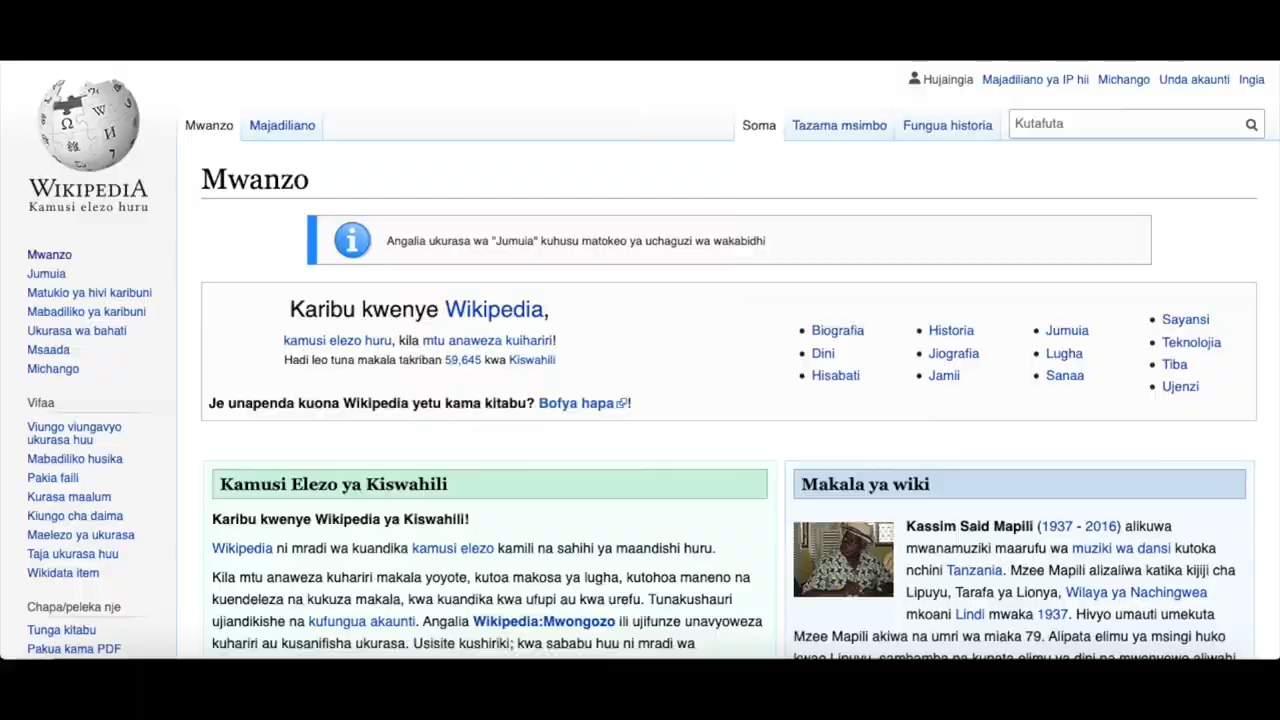 Hujaingia Majadiliano ya IP hii Michango Unda akaunti Ingia
Mwanzo Majadiliano Soma Tazama msimbo Fungua historia Kutafuta
WIKIPEDIA
Kamusi elezo huru
Mwanzo
Jumuia
Matukio ya hivi karibuni
Mabadiliko ya karibuni
Ukurasa wa bahati
Msaada
Michango
Vifaa
Viungo viungavyo
ukurasa huu
Mabadiliko husika
Pakia faili
Kurasa maalum
Kiungo cha daima
Maelezo ya ukurasa
Taja ukurasa huu
Wikidata item
Chapa/peleka nje
Tunga kitabu
Pakua kama PDF
Mwanzo
Angalia ukurasa wa "Jumuia" kuhusu matokeo ya uchaguzi wa wakabidhi
Karibu kwenye Wikipedia,
kamusi elezo huru, kila mtu anaweza kuihariri!
Hadi leo tuna makala takriban 59,645 kwa Kiswahili
Je unapenda kuona Wikipedia yetu kama kitabu? Bofya hapa!
Biografia
Dini
Hisabati
Historia
Jiografia
Jamii
Jumuia
Lugha
Sanaa
Sayansi
Teknolojia
Tiba
Ujenzi
Kamusi Elezo ya Kiswahili
Karibu kwenye Wikipedia ya Kiswahili!
Wikipedia ni mradi wa kuandika kamusi elezo kamili na sahihi ya maandishi huru.
Kila mtu anaweza kuhariri makala yoyote, kutoa makosa ya lugha, kutohoa maneno na
kuendeleza na kukuza makala, kwa kuandika kwa ufupi au kwa urefu. Tunakushauri
ujiandikishe na kufungua akaunti. Angalia Wikipedia:Mwongozo ili ujifunze unavyoweza
kuhariri au kusanifisha ukurasa. Usisite kushiriki; kwa sababu huu ni mradi wa
Makala ya wiki
Kassim Said Mapili (1937 - 2016) alikuwa
mwanamuziki maarufu wa muziki wa dansi kutoka
nchini Tanzania. Mzee Mapili alizaliwa katika kijiji cha
Lipuyu, Tarafa ya Lionya, Wilaya ya Nachingwea
mkoani Lindi mwaka 1937. Hivyo umauti umekuta
Mzee Mapili akiwa na umri wa miaka 79. Alipata elimu ya msingi huko
kwao Lipuyu, sambamba na kupata elimu ya dini na mwenyewe aliwahi